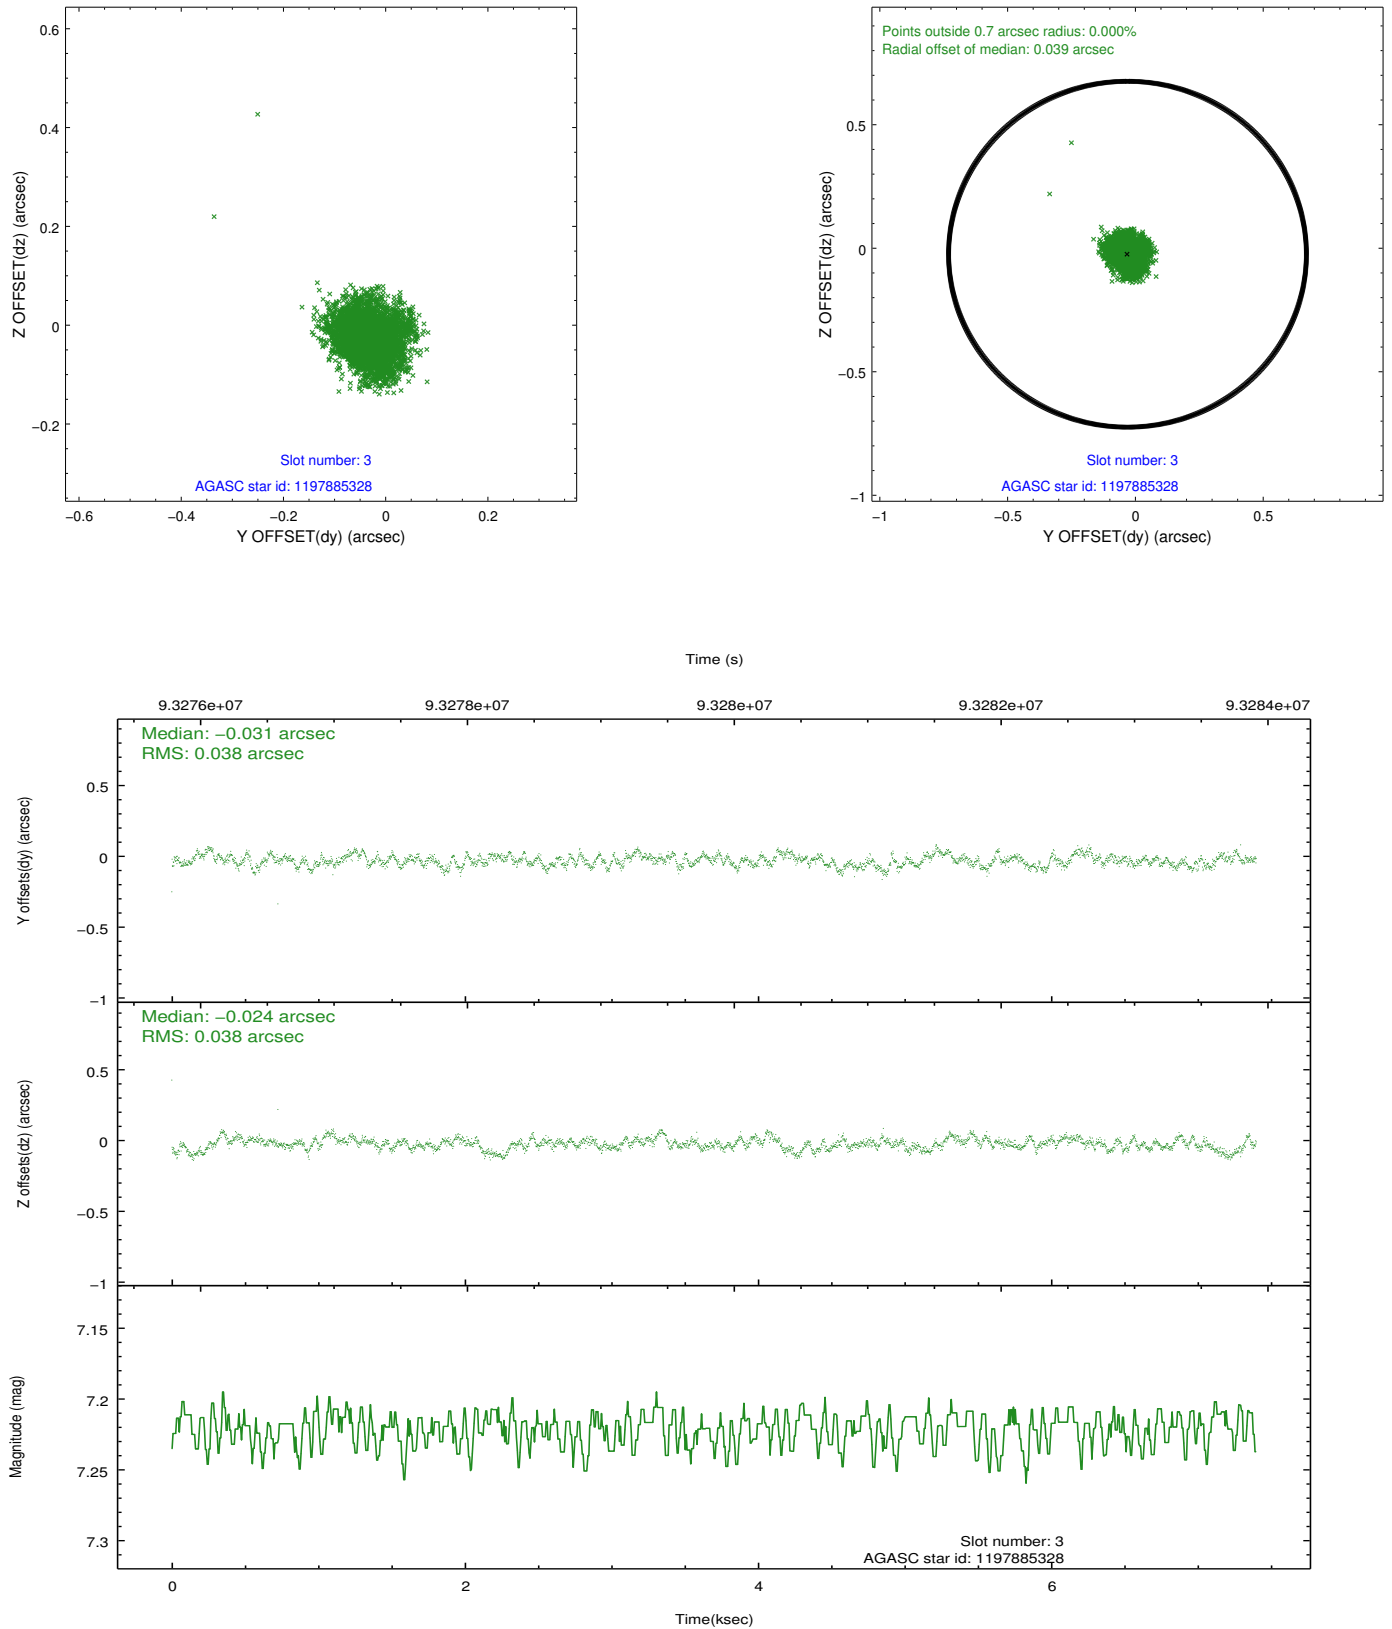 0.6
0.4
0.2
0
−0.2
Z OFFSET(dz) (arcsec)
Slot number: 3
AGASC star id: 1197885328
−0.6 −0.4 −0.2 0 0.2
Y OFFSET(dy) (arcsec)
Points outside 0.7 arcsec radius: 0.000%
Radial offset of median: 0.039 arcsec
0.5
0
−0.5
−1
Z OFFSET(dz) (arcsec)
Slot number: 3
AGASC star id: 1197885328
−1 −0.5 0 0.5
Y OFFSET(dy) (arcsec)
Time (s)
9.3276e+07 9.3278e+07 9.328e+07 9.3282e+07 9.3284e+07
Median: −0.031 arcsec
RMS: 0.038 arcsec
0.5
0
−0.5
−1
Y offsets(dy) (arcsec)
Median: −0.024 arcsec
RMS: 0.038 arcsec
0.5
0
−0.5
−1
Z offsets(dz) (arcsec)
7.15
7.2
7.25
7.3
Magnitude (mag)
Slot number: 3
AGASC star id: 1197885328
0 2 4 6
Time(ksec)